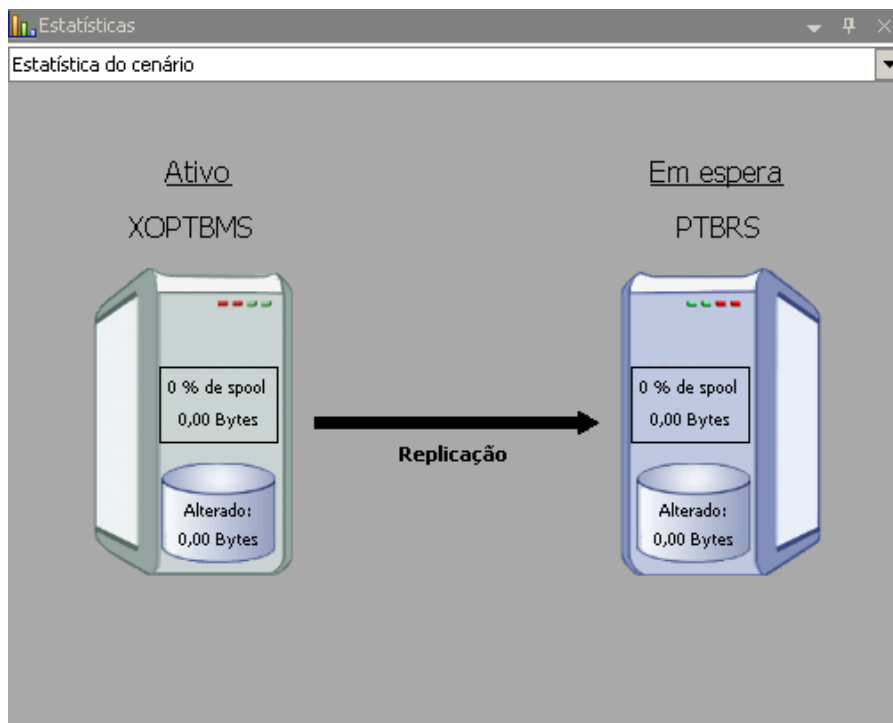 Estatísticas
Estatística do cenário
Ativo
XOPTBMS
0 % de spool
0,00 Bytes
Alterado:
0,00 Bytes
Replicação
Em espera
PTBRS
0 % de spool
0,00 Bytes
Alterado:
0,00 Bytes